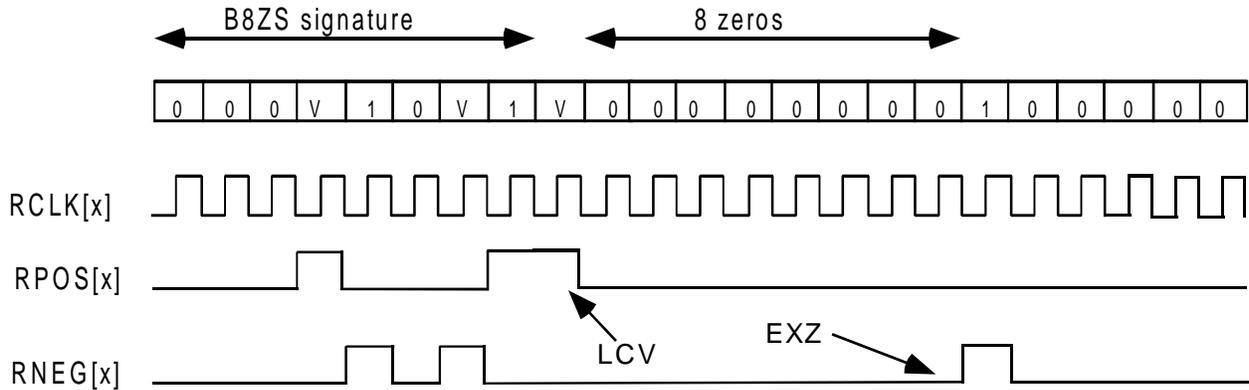 B8ZS signature 8 zeros
0 0 0 V 1 0 V 1 V 0 0 0 0 0 0 0 0 1 0 0 0 0 0
RCLK[x]
RPOS[x]
LCV
EXZ
RNEG[x]